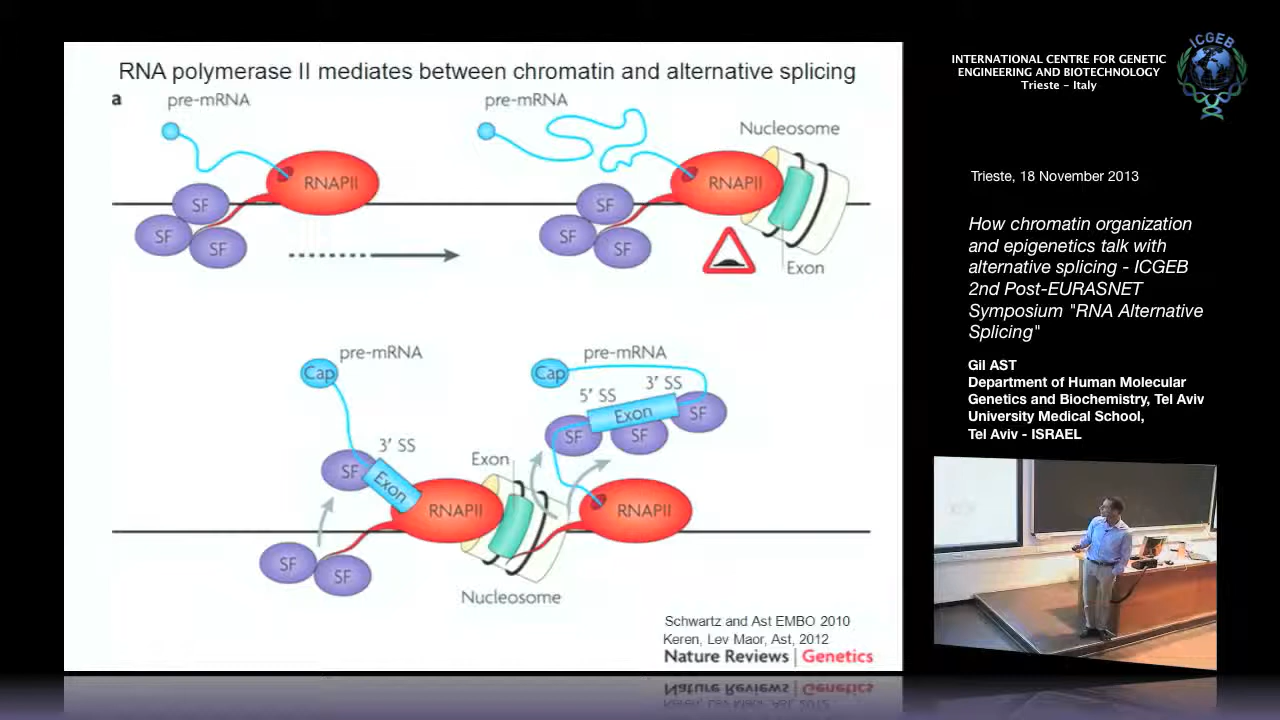 RNA polymerase II mediates between chromatin and alternative splicing
a
pre-mRNA
RNAPII
SF
SF
SF
pre-mRNA
Nucleosome
RNAPII
SF
SF
SF
Exon
pre-mRNA
Cap
3′ SS
SF
Exon
Exon
RNAPII
SF
SF
Nucleosome
pre-mRNA
Cap
5′ SS
3′ SS
Exon
SF
SF
SF
RNAPII
Schwartz and Ast EMBO 2010
Keren, Lev Maor, Ast, 2012
Nature Reviews | Genetics
INTERNATIONAL CENTRE FOR GENETIC
ENGINEERING AND BIOTECHNOLOGY
Trieste - Italy
ICGEB
Trieste, 18 November 2013
How chromatin organization
and epigenetics talk with
alternative splicing - ICGEB
2nd Post-EURASNET
Symposium "RNA Alternative
Splicing"
Gil AST
Department of Human Molecular
Genetics and Biochemistry, Tel Aviv
University Medical School,
Tel Aviv - ISRAEL